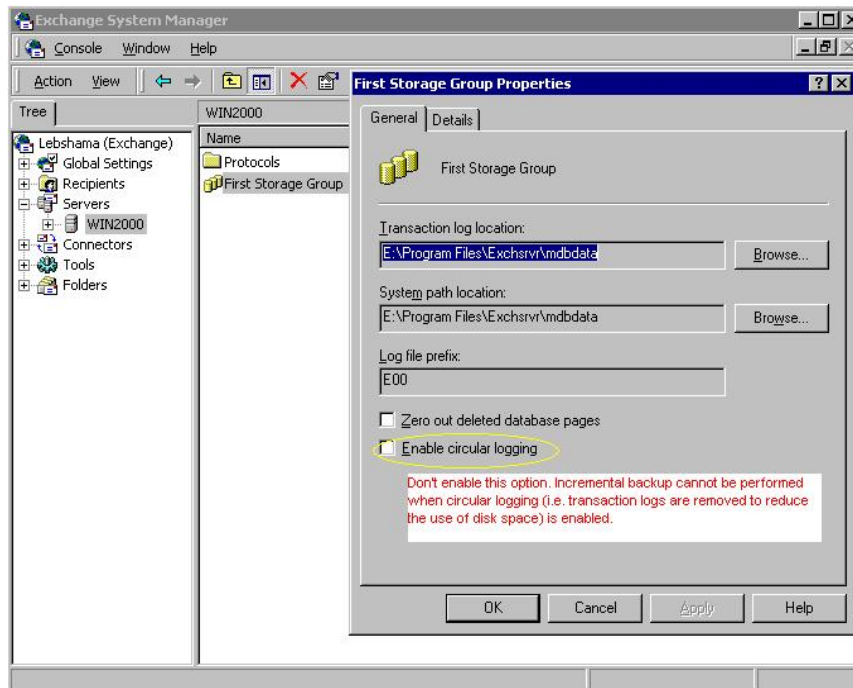 Exchange System Manager
Console Window Help
Action View
Tree
WIN2000
Name
Lebshama (Exchange)
Global Settings
Recipients
Servers
WIN2000
Connectors
Tools
Folders
Protocols
First Storage Group
First Storage Group Properties
General Details
First Storage Group
Transaction log location:
E:\Program Files\Exchsrvr\mdbdata
Browse...
System path location:
E:\Program Files\Exchsrvr\mdbdata
Browse...
Log file prefix:
E00
Zero out deleted database pages
Enable circular logging
Don't enable this option. Incremental backup cannot be performed
when circular logging (i.e. transaction logs are removed to reduce
the use of disk space) is enabled.
OK Cancel Apply Help